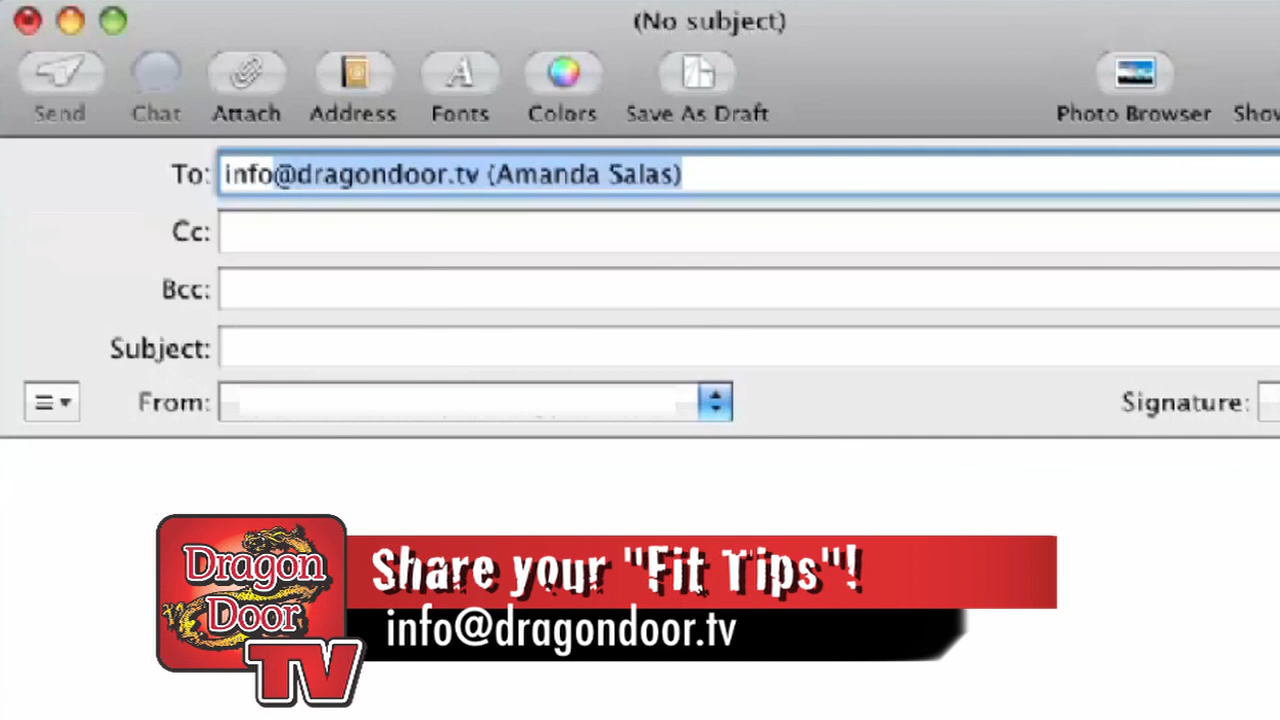 (No subject)
Send Chat Attach Address Fonts Colors Save As Draft Photo Browser Show
To: info@dragondoor.tv (Amanda Salas)
Cc:
Bcc:
Subject:
From:
Signature:
Dragon
Door
TV
Share your "Fit Tips"!
info@dragondoor.tv